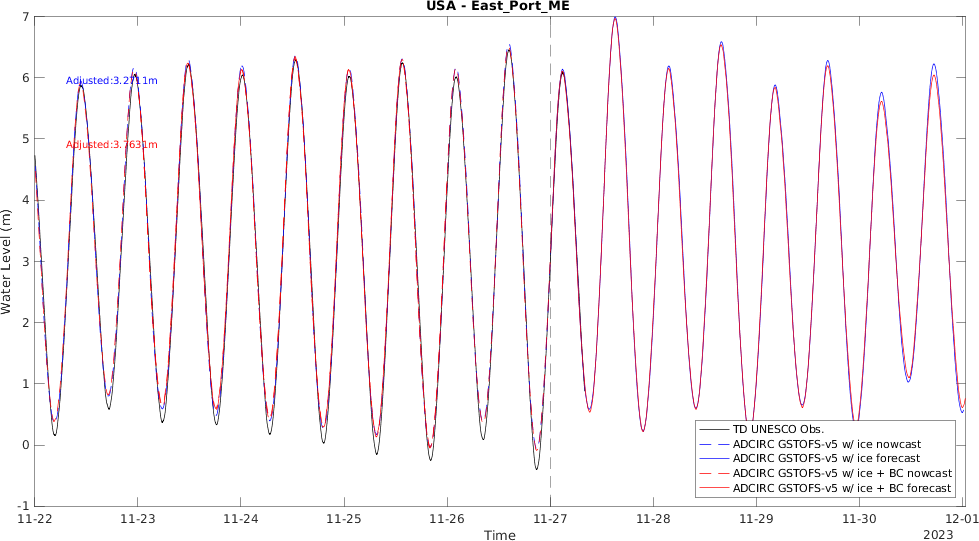 USA - East_Port_ME
7
6
5
4
3
2
1
0
-1
Water Level (m)
Adjusted:3.2711m
Adjusted:3.7631m
TD UNESCO Obs.
ADCIRC GSTOFS-v5 w/ ice nowcast
ADCIRC GSTOFS-v5 w/ ice forecast
ADCIRC GSTOFS-v5 w/ ice + BC nowcast
ADCIRC GSTOFS-v5 w/ ice + BC forecast
11-22 11-23 11-24 11-25 11-26 11-27 11-28 11-29 11-30 12-01
Time 2023